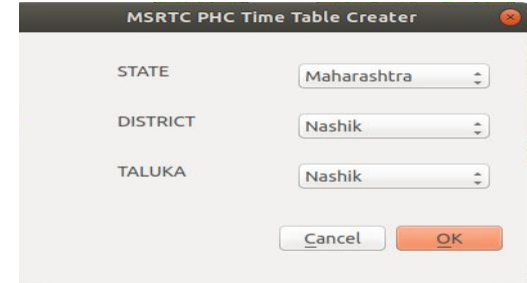 MSRTC PHC Time Table Creater
STATE Maharashtra
DISTRICT Nashik
TALUKA Nashik
Cancel OK